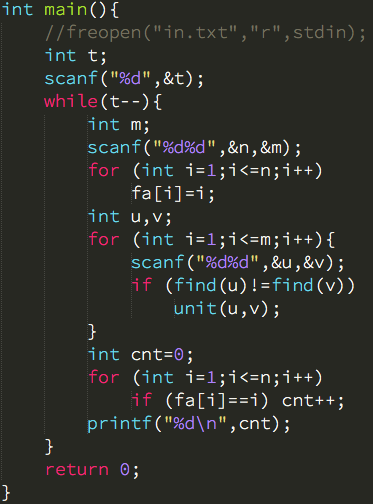 int main(){
    //freopen("in.txt","r",stdin);
    int t;
    scanf("%d",&t);
    while(t--){
        int m;
        scanf("%d%d",&n,&m);
        for (int i=1;i<=n;i++)
            fa[i]=i;
        int u,v;
        for (int i=1;i<=m;i++){
            scanf("%d%d",&u,&v);
            if (find(u)!=find(v))
                unit(u,v);
        }
        int cnt=0;
        for (int i=1;i<=n;i++)
            if (fa[i]==i) cnt++;
        printf("%d\n",cnt);
    }
    return 0;
}